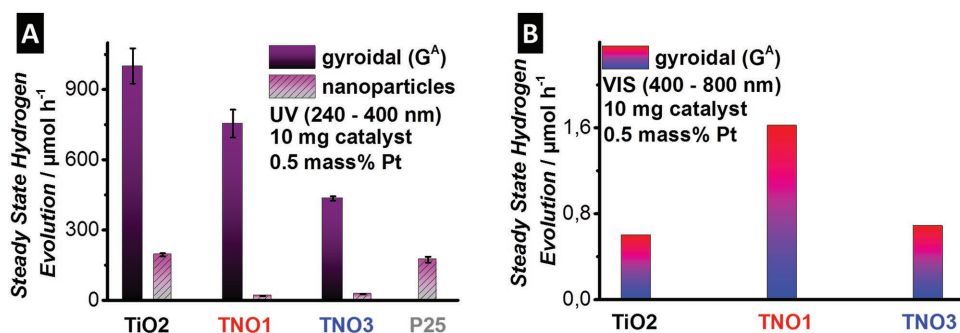 A
Steady State Hydrogen
Evolution / µmol h⁻¹
900
600
300
0
gyroidal (Gᴬ)
nanoparticles
UV (240 - 400 nm)
10 mg catalyst
0.5 mass% Pt
TiO2 TNO1 TNO3 P25
B
Steady State Hydrogen
Evolution / µmol h⁻¹
1,6
0,8
0,0
gyroidal (Gᴬ)
VIS (400 - 800 nm)
10 mg catalyst
0.5 mass% Pt
TiO2 TNO1 TNO3